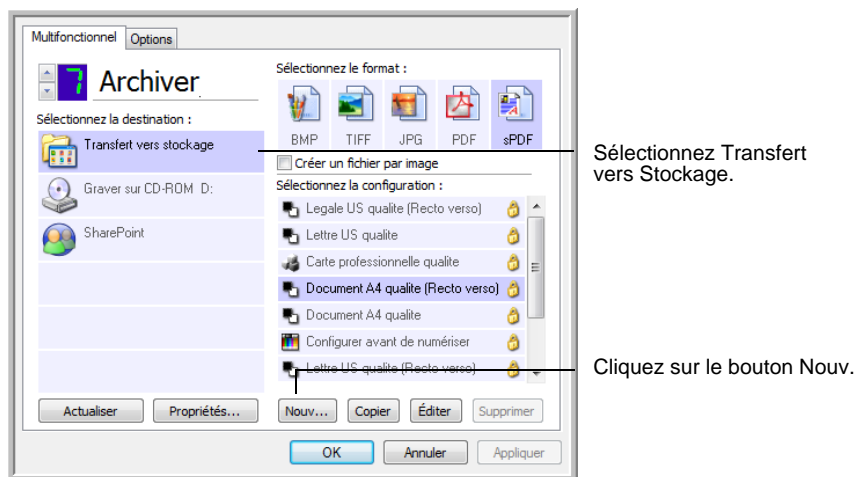 Multifonctionnel
Options
7
Archiver
Sélectionnez la destination :
Transfert vers stockage
Graver sur CD-ROM D:
SharePoint
Actualiser
Propriétés...
Sélectionnez le format :
BMP
TIFF
JPG
PDF
sPDF
Créer un fichier par image
Sélectionnez la configuration :
Legale US qualite (Recto verso)
Lettre US qualite
Carte professionnelle qualite
Document A4 qualite (Recto verso)
Document A4 qualite
Configurer avant de numériser
Lettre US qualite (Recto verso)
Nouv...
Copier
Éditer
Supprimer
OK
Annuler
Appliquer
Sélectionnez Transfert
vers Stockage.
Cliquez sur le bouton Nouv.